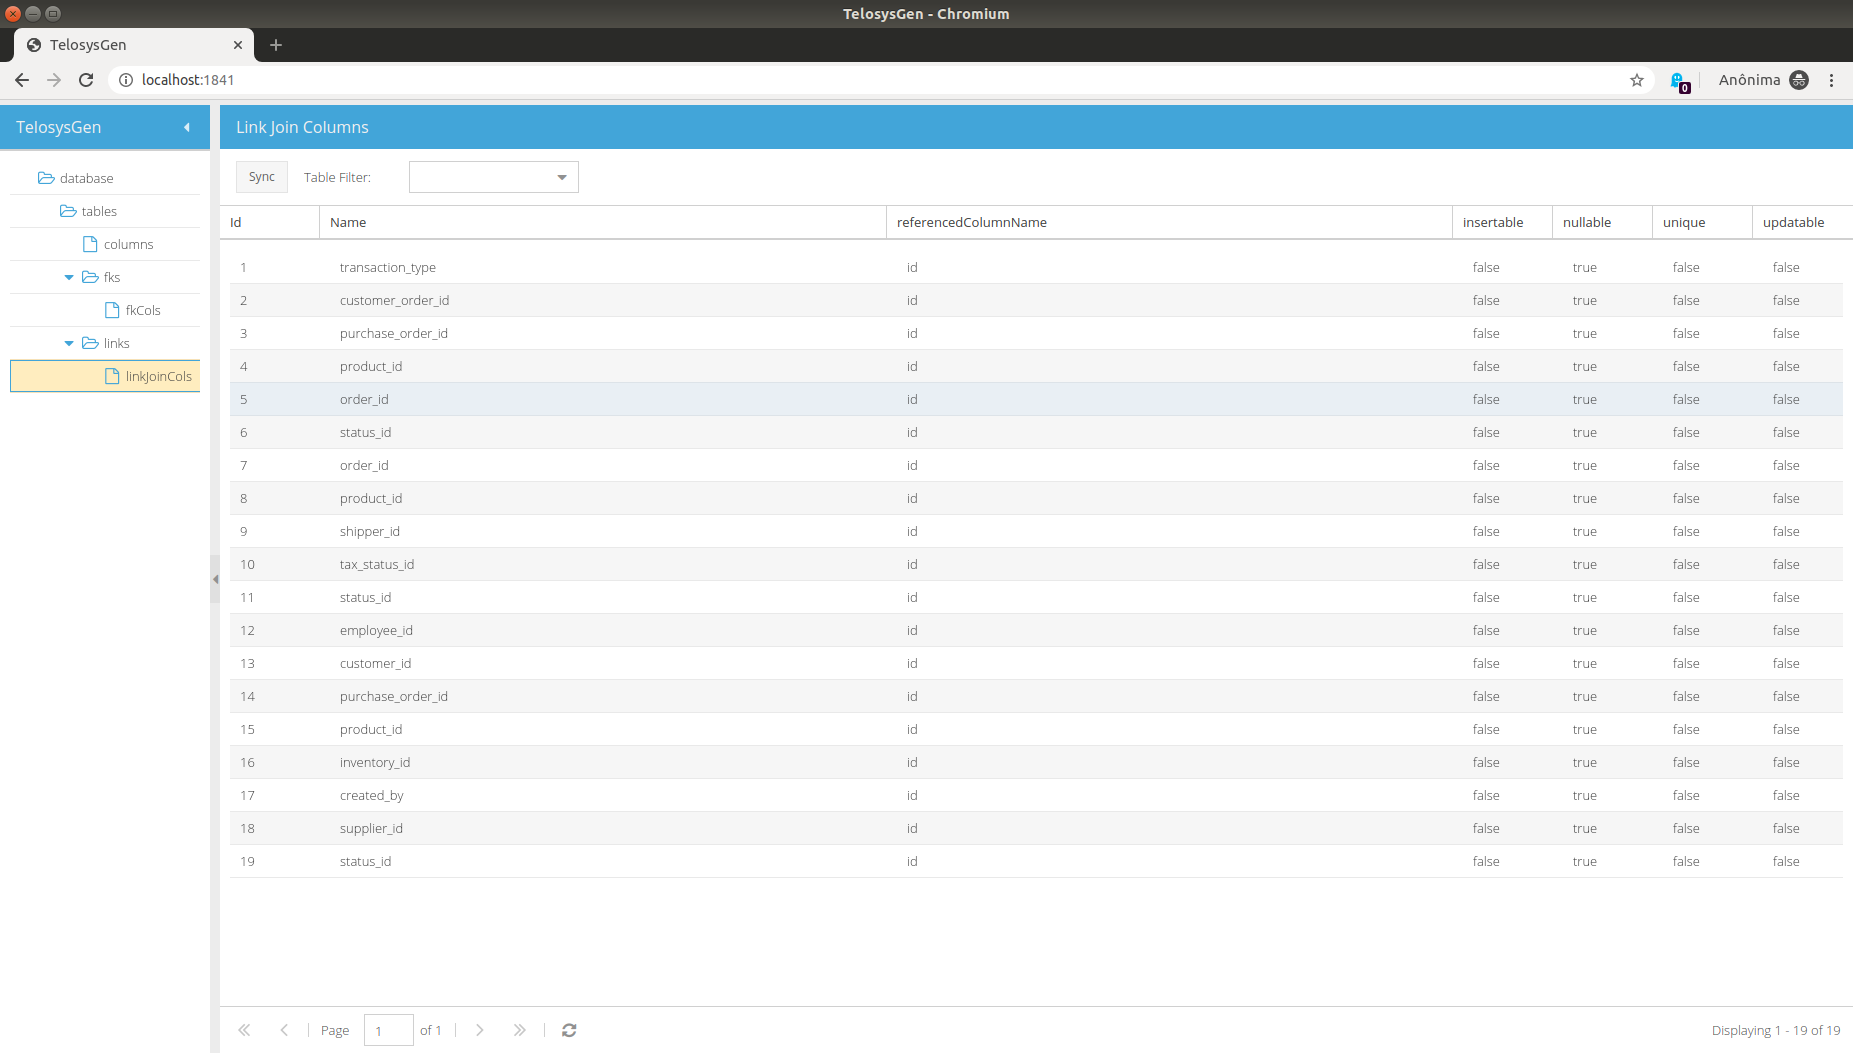 TelosysGen - Chromium
TelosysGen
localhost:1841
0
Anônima
TelosysGen
Link Join Columns
database
tables
columns
fks
fkCols
links
linkJoinCols
Sync Table Filter:
Id Name referencedColumnName insertable nullable unique updatable
1 transaction_type id false true false false
2 customer_order_id id false true false false
3 purchase_order_id id false true false false
4 product_id id false true false false
5 order_id id false true false false
6 status_id id false true false false
7 order_id id false true false false
8 product_id id false true false false
9 shipper_id id false true false false
10 tax_status_id id false true false false
11 status_id id false true false false
12 employee_id id false true false false
13 customer_id id false true false false
14 purchase_order_id id false true false false
15 product_id id false true false false
16 inventory_id id false true false false
17 created_by id false true false false
18 supplier_id id false true false false
19 status_id id false true false false
Page 1 of 1
Displaying 1 - 19 of 19